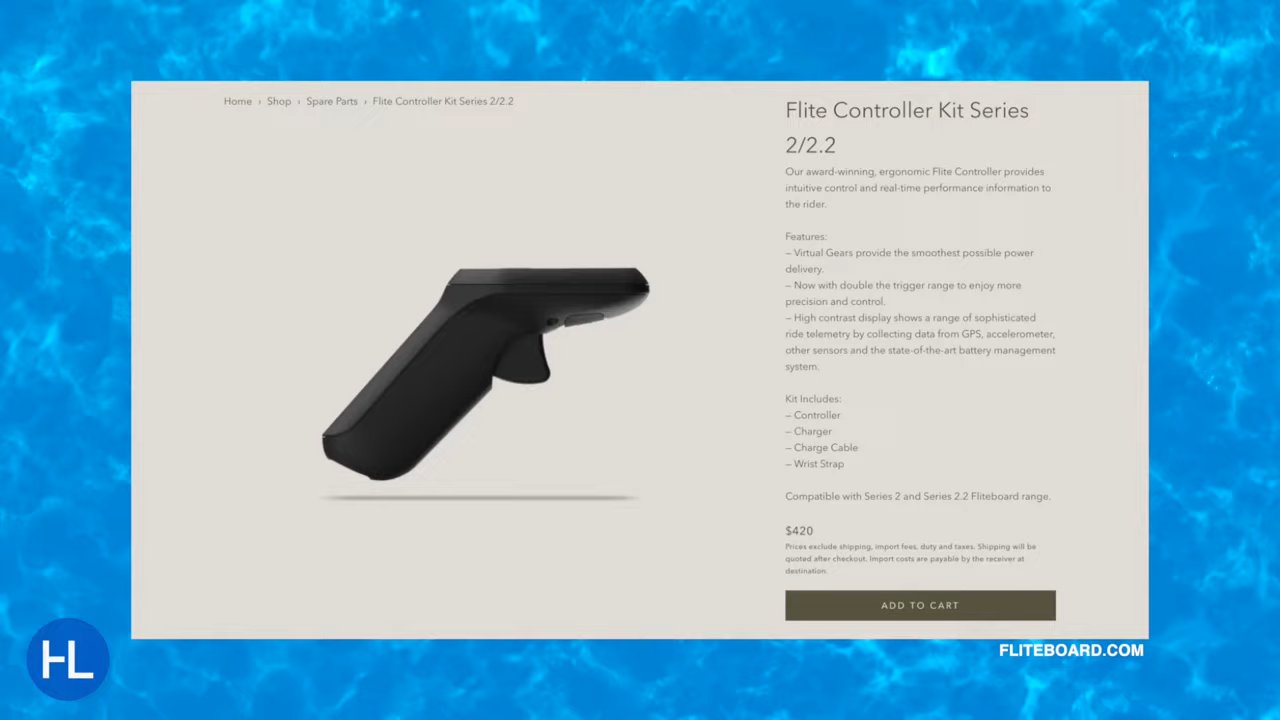 Home › Shop › Spare Parts › Flite Controller Kit Series 2/2.2
Flite Controller Kit Series
2/2.2
Our award-winning, ergonomic Flite Controller provides
intuitive control and real-time performance information to
the rider.
Features:
– Virtual Gears provide the smoothest possible power
delivery.
– Now with double the trigger range to enjoy more
precision and control.
– High contrast display shows a range of sophisticated
ride telemetry by collecting data from GPS, accelerometer,
other sensors and the state-of-the-art battery management
system.
Kit Includes:
– Controller
– Charger
– Charge Cable
– Wrist Strap
Compatible with Series 2 and Series 2.2 Fliteboard range.
$420
Prices exclude shipping, import fees, duty and taxes. Shipping will be
quoted after checkout. Import costs are payable by the receiver at
destination.
ADD TO CART
FLITEBOARD.COM
HL